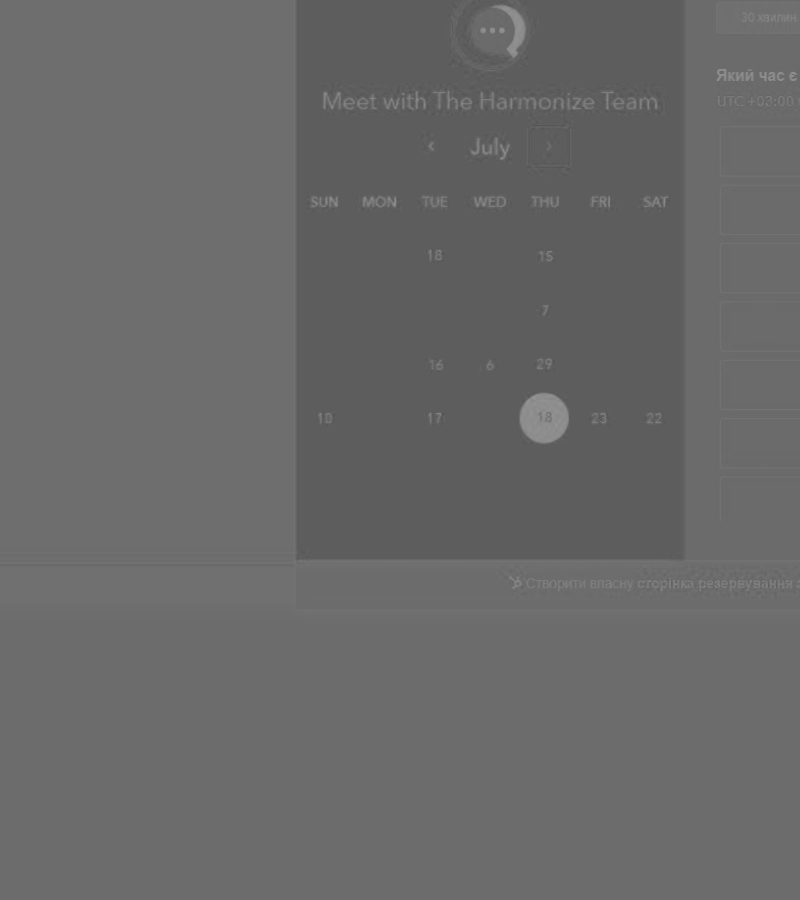 30 хвилин
Який час є
UTC +03:00
Meet with The Harmonize Team
July
SUN MON TUE WED THU FRI SAT
18 15
7
16 6 29
10 17 18 23 22
Створити власну сторінка резервування з